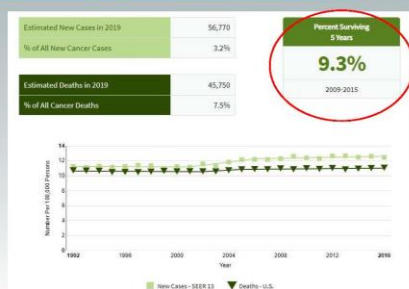 Estimated New Cases in 2019 56,770
% of All New Cancer Cases 3.2%
Estimated Deaths in 2019 45,750
% of All Cancer Deaths 7.5%
Percent Surviving
5 Years
9.3%
2009-2015
Number Per 100,000 Persons
14
12
10
8
6
4
2
0
1992 1996 2000 2004 2008 2012 2016
Year
New Cases - SEER 13 Deaths - U.S.